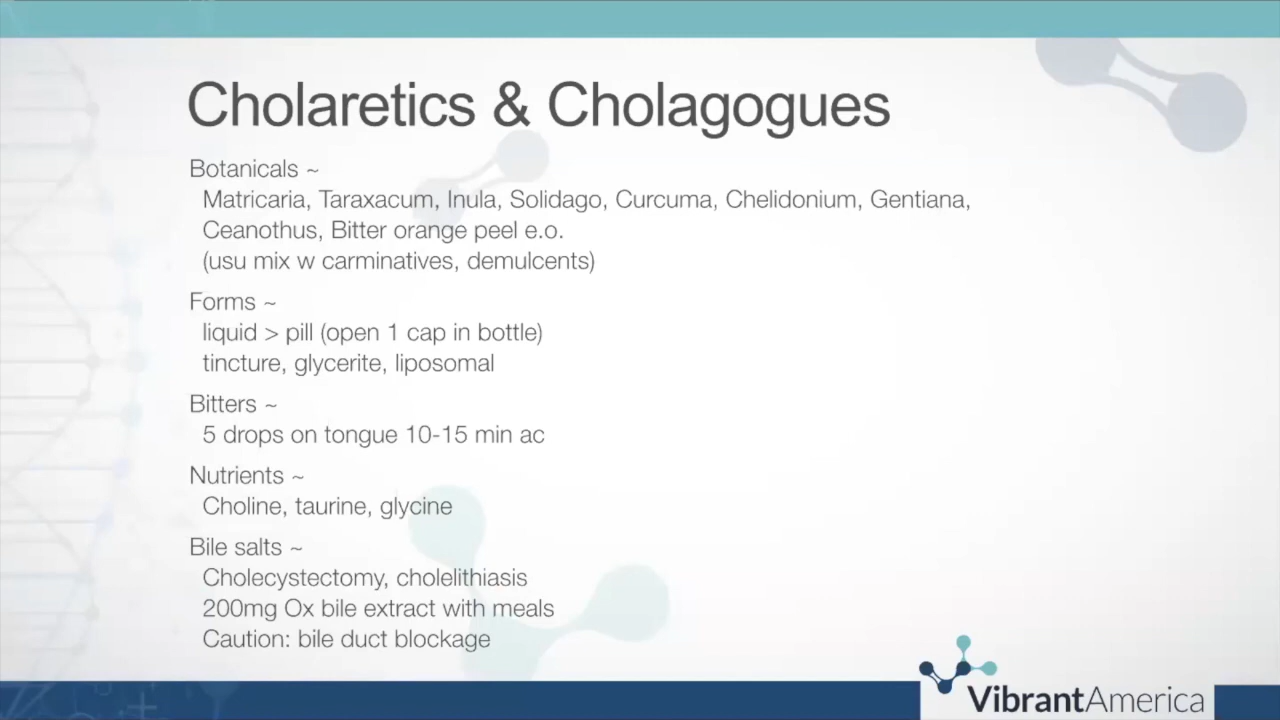 Cholaretics & Cholagogues
Botanicals ~
Matricaria, Taraxacum, Inula, Solidago, Curcuma, Chelidonium, Gentiana,
Ceanothus, Bitter orange peel e.o.
(usu mix w carminatives, demulcents)
Forms ~
liquid > pill (open 1 cap in bottle)
tincture, glycerite, liposomal
Bitters ~
5 drops on tongue 10-15 min ac
Nutrients ~
Choline, taurine, glycine
Bile salts ~
Cholecystectomy, cholelithiasis
200mg Ox bile extract with meals
Caution: bile duct blockage
VibrantAmerica